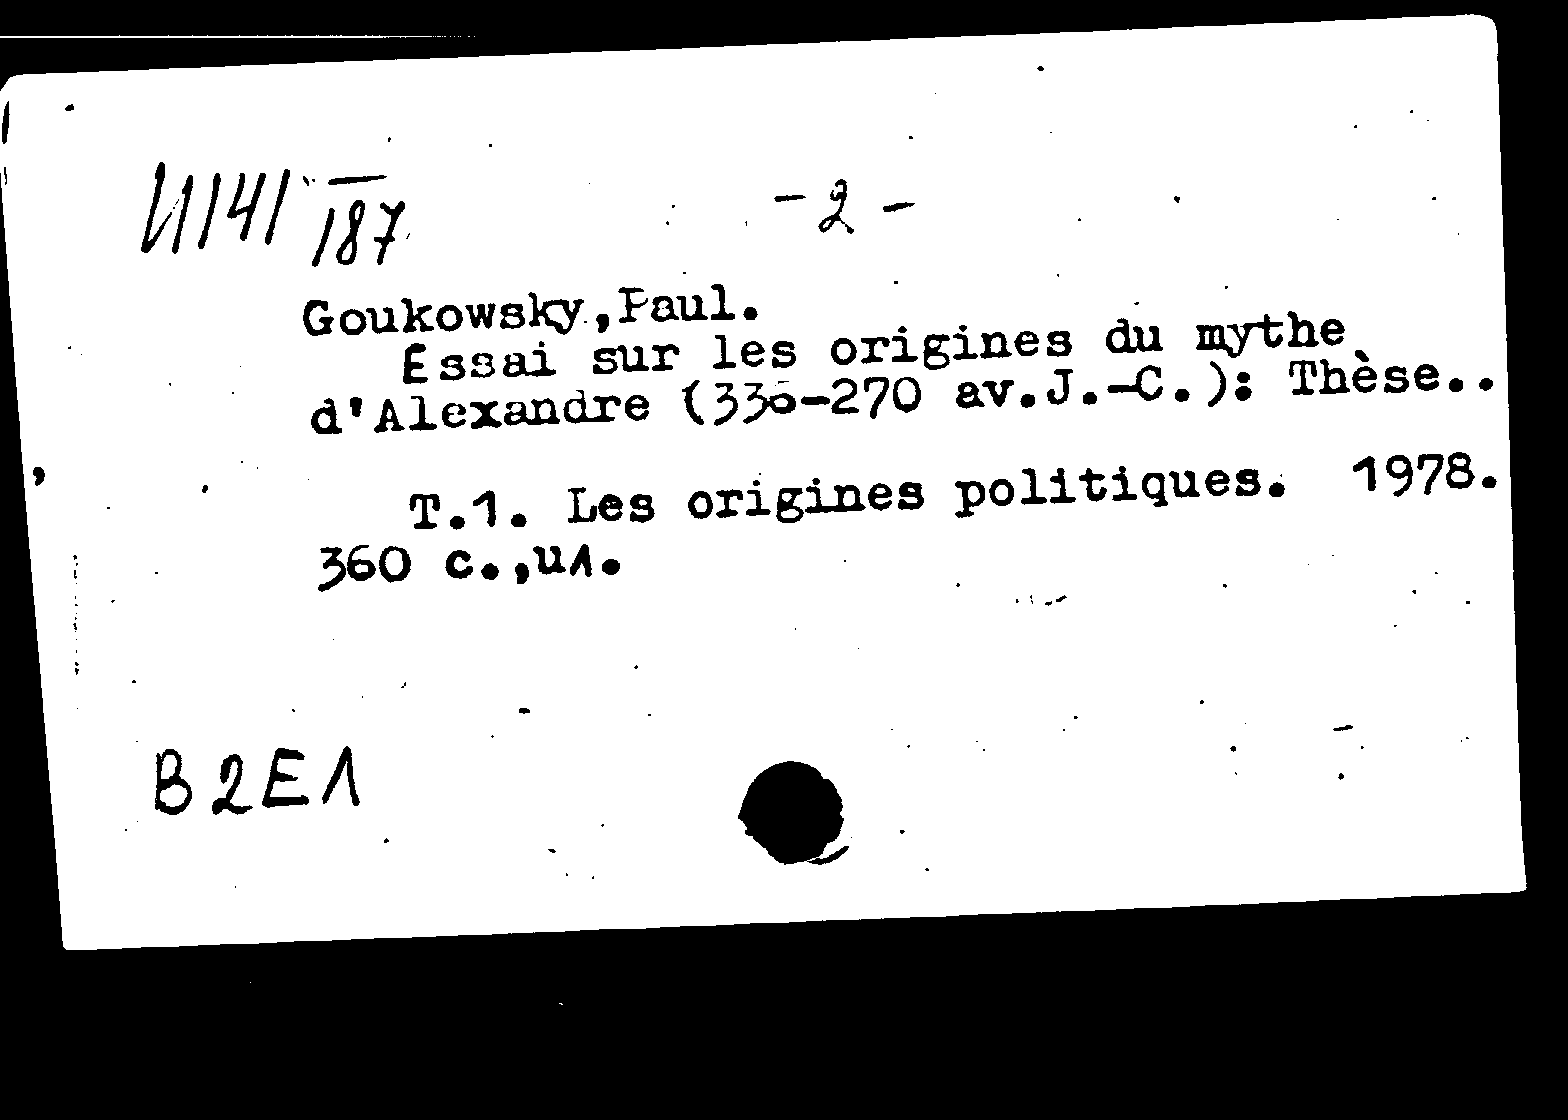 И141 187
- 2 -
Goukowsky,Paul.
Essai sur les origines du mythe
d'Alexandre (336-270 av.J.-C.): Thèse..
T.1. Les origines politiques. 1978.
360 с.,ил.
В2Е1